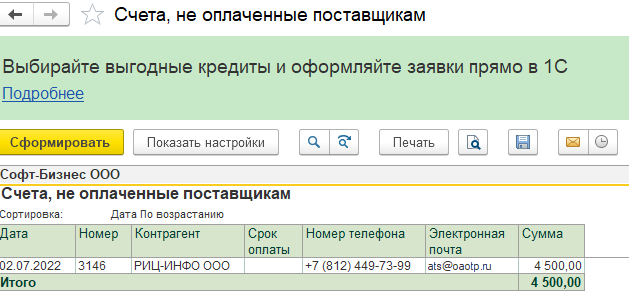 Счета, не оплаченные поставщикам
Выбирайте выгодные кредиты и оформляйте заявки прямо в 1С
Подробнее
Сформировать Показать настройки Печать
Софт-Бизнес ООО
Счета, не оплаченные поставщикам
Сортировка: Дата По возрастанию
Дата Номер Контрагент Срок оплаты Номер телефона Электронная почта Сумма
02.07.2022 3146 РИЦ-ИНФО ООО +7 (812) 449-73-99 ats@oaotp.ru 4 500,00
Итого 4 500,00